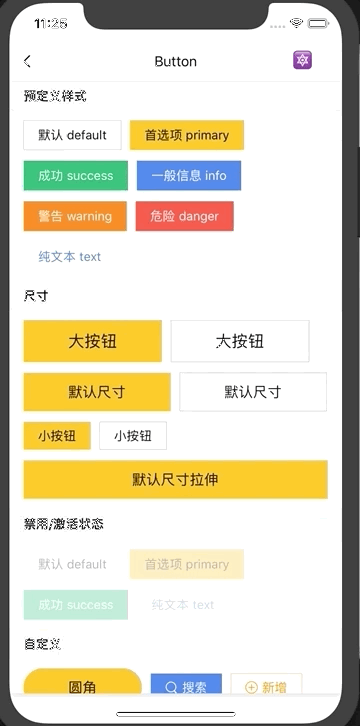 11:25
Button
预定义样式
默认 default 首选项 primary
成功 success 一般信息 info
警告 warning 危险 danger
纯文本 text
尺寸
大按钮 大按钮
默认尺寸 默认尺寸
小按钮 小按钮
默认尺寸拉伸
禁用/激活状态
默认 default 首选项 primary
成功 success 纯文本 text
自定义
圆角 搜索 新增